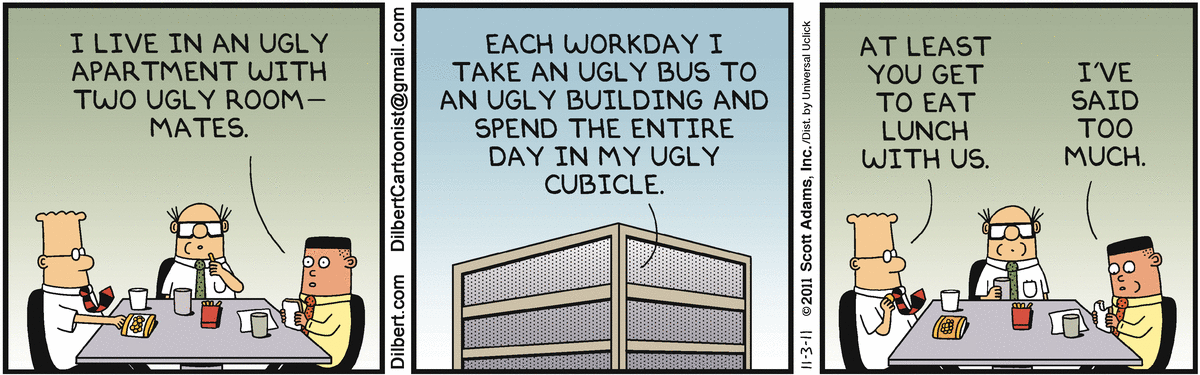 I LIVE IN AN UGLY
APARTMENT WITH
TWO UGLY ROOM—
MATES.
Dilbert.com DilbertCartoonist@gmail.com
EACH WORKDAY I
TAKE AN UGLY BUS TO
AN UGLY BUILDING AND
SPEND THE ENTIRE
DAY IN MY UGLY
CUBICLE.
11-3-11 ©2011 Scott Adams, Inc./Dist. by Universal Uclick
AT LEAST
YOU GET
TO EAT
LUNCH
WITH US.
I'VE
SAID
TOO
MUCH.